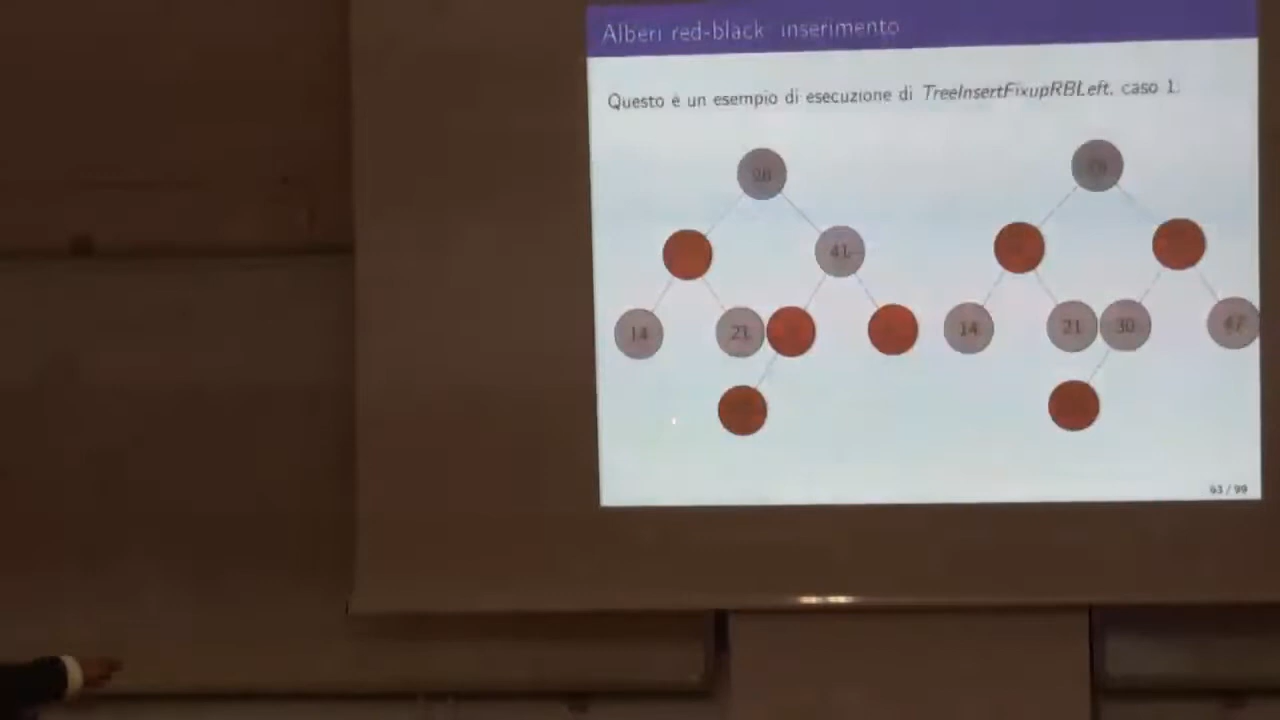 Alberi red-black inserimento
Questo è un esempio di esecuzione di TreeInsertFixupRBLeft, caso 1.
41
14
21
14
21
30
47
63 / 99